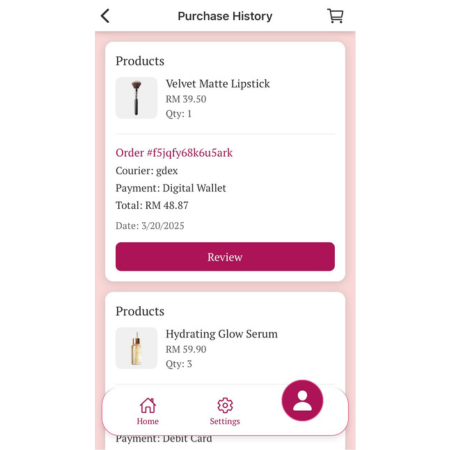 Purchase History
Products
Velvet Matte Lipstick
RM 39.50
Qty: 1
Order #f5jqfy68k6u5ark
Courier: gdex
Payment: Digital Wallet
Total: RM 48.87
Date: 3/20/2025
Review
Products
Hydrating Glow Serum
RM 59.90
Qty: 3
Home
Settings
Payment: Debit Card